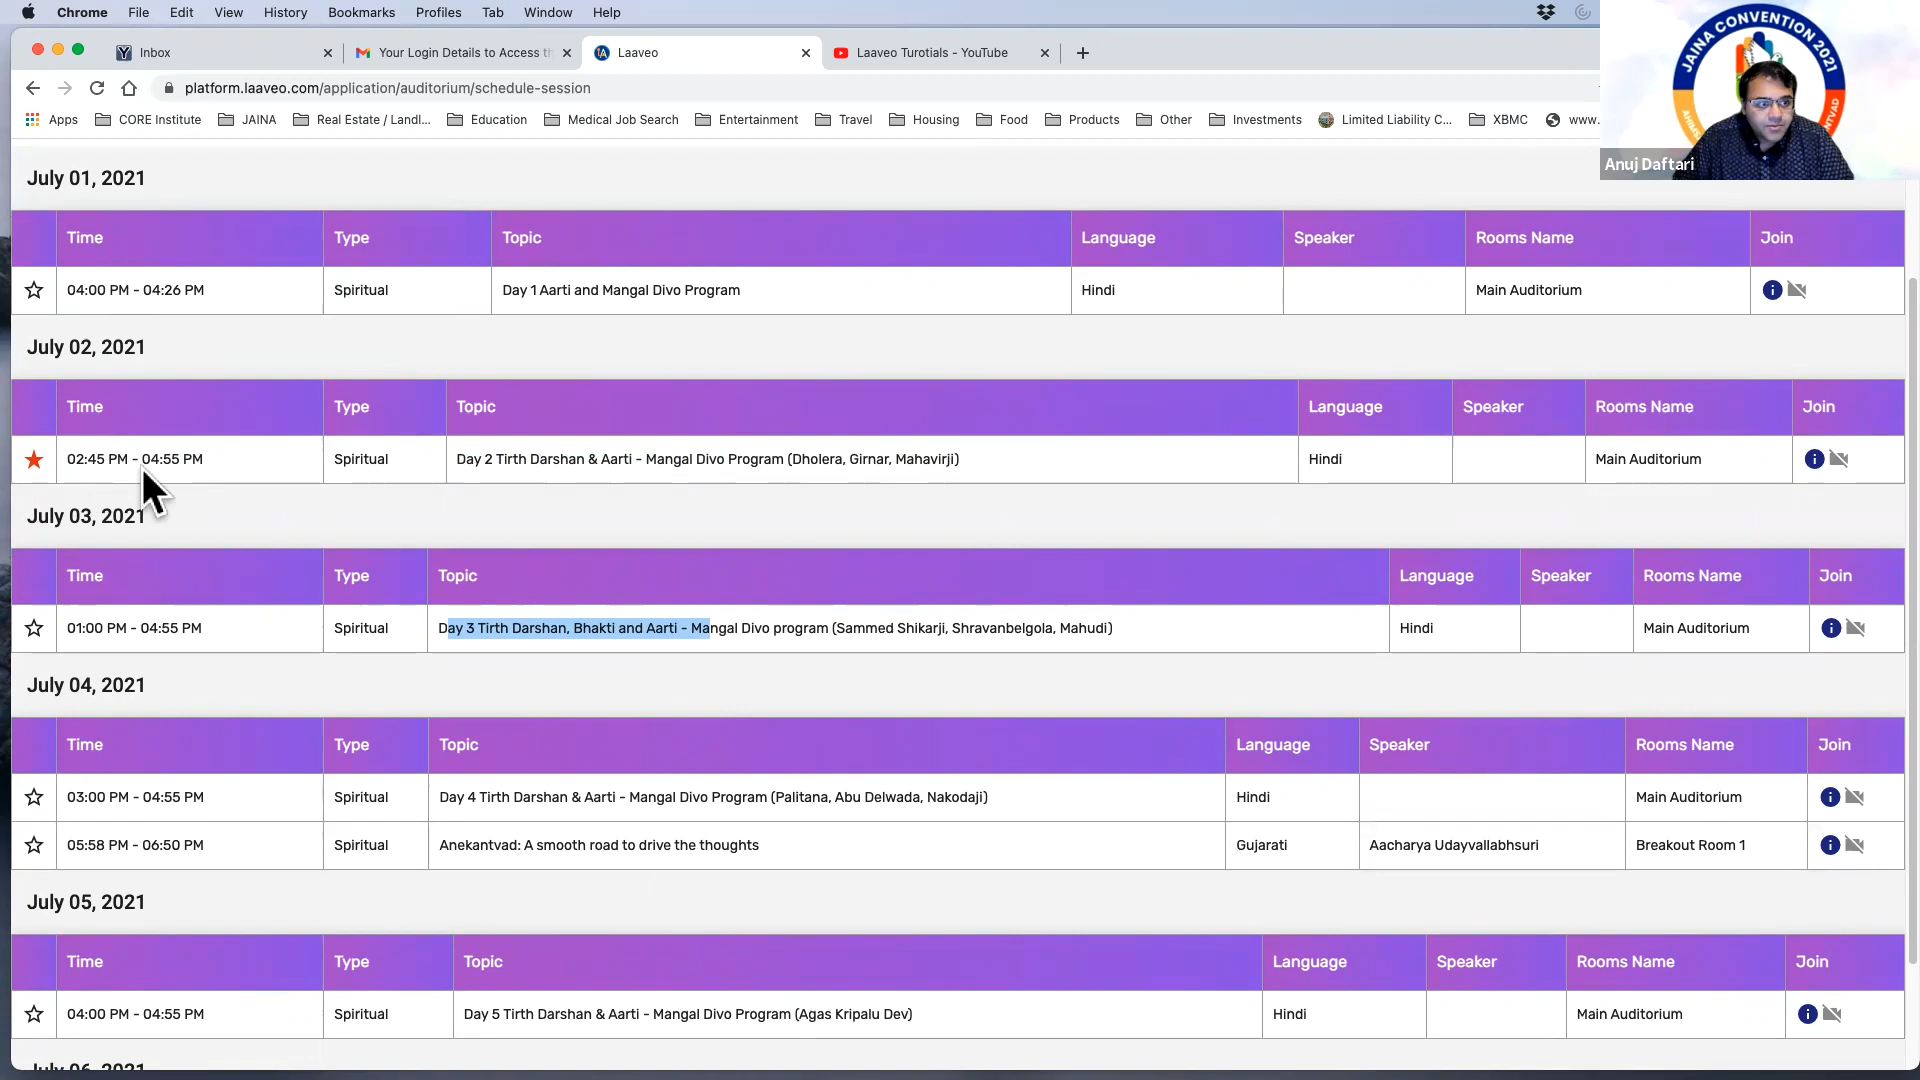 Chrome File Edit View History Bookmarks Profiles Tab Window Help
Inbox
Your Login Details to Access th
Laaveo
Laaveo Turotials - YouTube
platform.laaveo.com/application/auditorium/schedule-session
Apps CORE Institute JAINA Real Estate / Landl... Education Medical Job Search Entertainment Travel Housing Food Products Other Investments Limited Liability C... XBMC www.
JAINA CONVENTION 2021
Anuj Daftari
July 01, 2021
Time Type Topic Language Speaker Rooms Name Join
04:00 PM - 04:26 PM Spiritual Day 1 Aarti and Mangal Divo Program Hindi Main Auditorium
July 02, 2021
Time Type Topic Language Speaker Rooms Name Join
02:45 PM - 04:55 PM Spiritual Day 2 Tirth Darshan & Aarti - Mangal Divo Program (Dholera, Girnar, Mahavirji) Hindi Main Auditorium
July 03, 2021
Time Type Topic Language Speaker Rooms Name Join
01:00 PM - 04:55 PM Spiritual Day 3 Tirth Darshan, Bhakti and Aarti - Mangal Divo program (Sammed Shikarji, Shravanbelgola, Mahudi) Hindi Main Auditorium
July 04, 2021
Time Type Topic Language Speaker Rooms Name Join
03:00 PM - 04:55 PM Spiritual Day 4 Tirth Darshan & Aarti - Mangal Divo Program (Palitana, Abu Delwada, Nakodaji) Hindi Main Auditorium
05:58 PM - 06:50 PM Spiritual Anekantvad: A smooth road to drive the thoughts Gujarati Aacharya Udayvallabhsuri Breakout Room 1
July 05, 2021
Time Type Topic Language Speaker Rooms Name Join
04:00 PM - 04:55 PM Spiritual Day 5 Tirth Darshan & Aarti - Mangal Divo Program (Agas Kripalu Dev) Hindi Main Auditorium
July 06, 2021